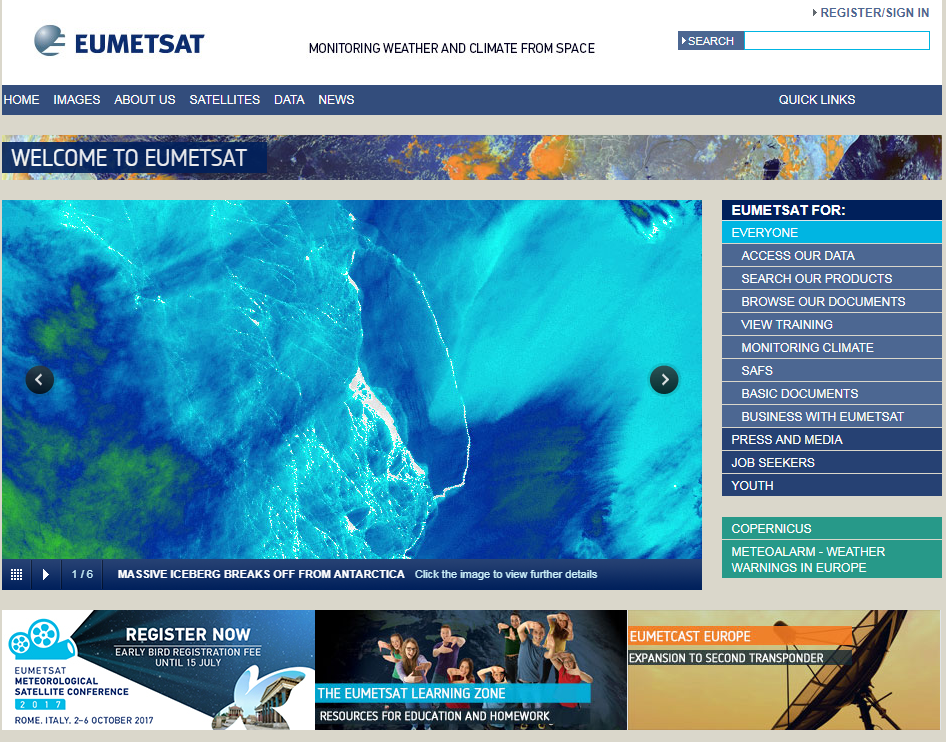 REGISTER/SIGN IN
EUMETSAT
MONITORING WEATHER AND CLIMATE FROM SPACE
SEARCH
HOME IMAGES ABOUT US SATELLITES DATA NEWS QUICK LINKS
WELCOME TO EUMETSAT
EUMETSAT FOR:
EVERYONE
ACCESS OUR DATA
SEARCH OUR PRODUCTS
BROWSE OUR DOCUMENTS
VIEW TRAINING
MONITORING CLIMATE
SAFS
BASIC DOCUMENTS
BUSINESS WITH EUMETSAT
PRESS AND MEDIA
JOB SEEKERS
YOUTH
COPERNICUS
METEOALARM - WEATHER
WARNINGS IN EUROPE
1 / 6 MASSIVE ICEBERG BREAKS OFF FROM ANTARCTICA Click the image to view further details
REGISTER NOW
EARLY BIRD REGISTRATION FEE
UNTIL 15 JULY
EUMETSAT
METEOROLOGICAL
SATELLITE CONFERENCE
2017
ROME. ITALY. 2–6 OCTOBER 2017
THE EUMETSAT LEARNING ZONE
RESOURCES FOR EDUCATION AND HOMEWORK
EUMETCAST EUROPE
EXPANSION TO SECOND TRANSPONDER